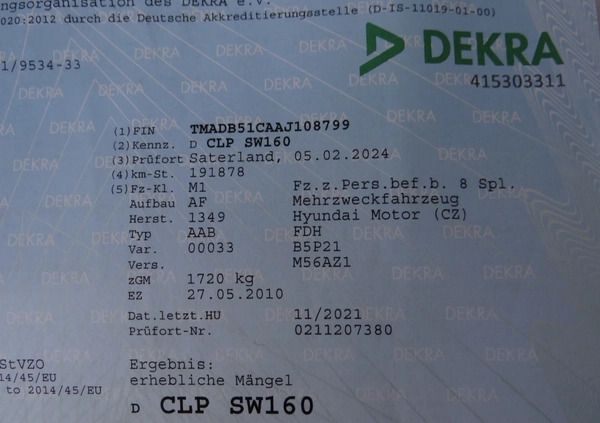 ngsorganisation des DEKRA e.V.
020:2012 durch die Deutsche Akkreditierungsstelle (D-IS-11019-01-00)
DEKRA
1/9534-33
415303311
(1) FIN TMADB51CAAJ108799
(2) Kennz. D CLP SW160
(3) Prüfort Saterland, 05.02.2024
(4) km-St. 191878
(5) Fz-Kl. M1 Fz.z.Pers.bef.b. 8 Spl.
Aufbau AF Mehrzweckfahrzeug
Herst. 1349 Hyundai Motor (CZ)
Typ AAB FDH
Var. 00033 B5P21
Vers. M56AZ1
zGM 1720 kg
EZ 27.05.2010
Dat.letzt.HU 11/2021
Prüfort-Nr. 0211207380
StVZO Ergebnis:
14/45/EU erhebliche Mängel
to 2014/45/EU
D CLP SW160